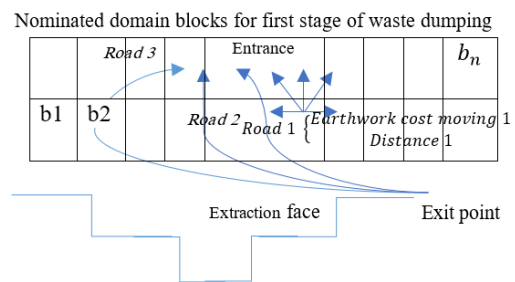 Nominated domain blocks for first stage of waste dumping
Road 3
Entrance
bn
b1
b2
Road 2
Road 1
{Earthwork cost moving 1
Distance 1
Extraction face
Exit point